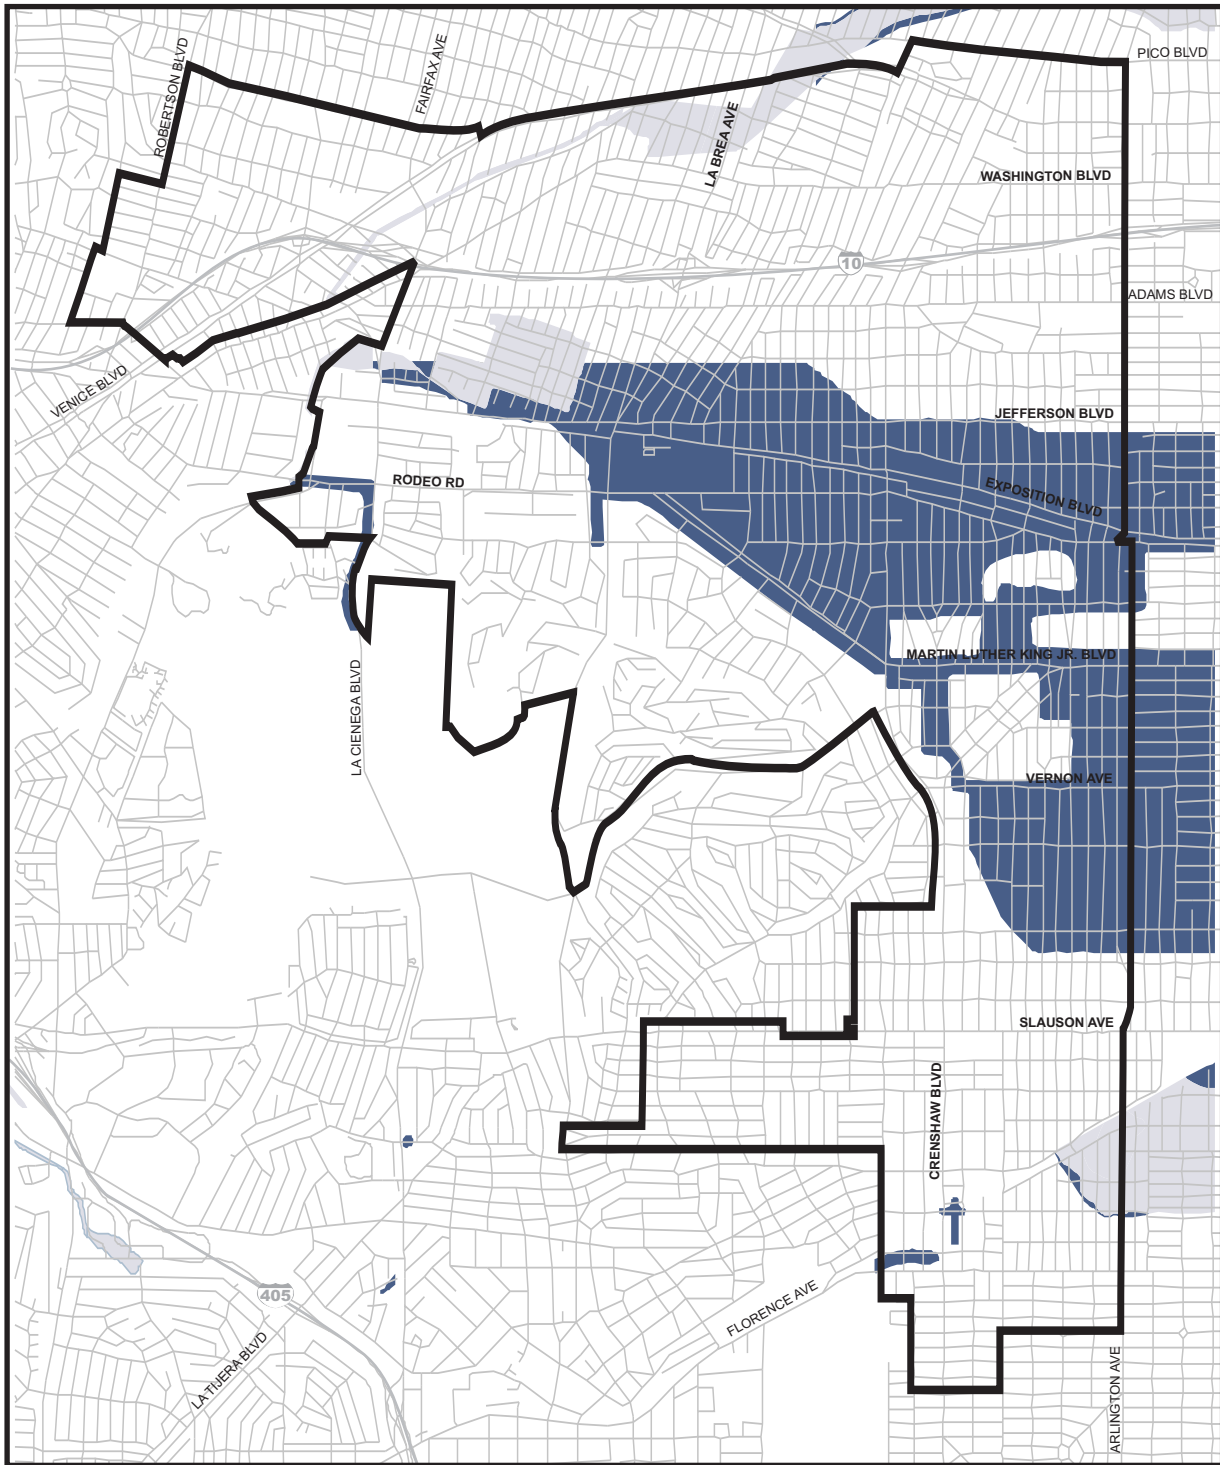 PICO BLVD
FAIRFAX AVE
ROBERTSON BLVD
LA BREA AVE
WASHINGTON BLVD
10
ADAMS BLVD
VENICE BLVD
JEFFERSON BLVD
RODEO RD
EXPOSITION BLVD
MARTIN LUTHER KING JR. BLVD
LA CIENEGA BLVD
VERNON AVE
SLAUSON AVE
CRENSHAW BLVD
405
FLORENCE AVE
LA TIJERA BLVD
ARLINGTON AVE